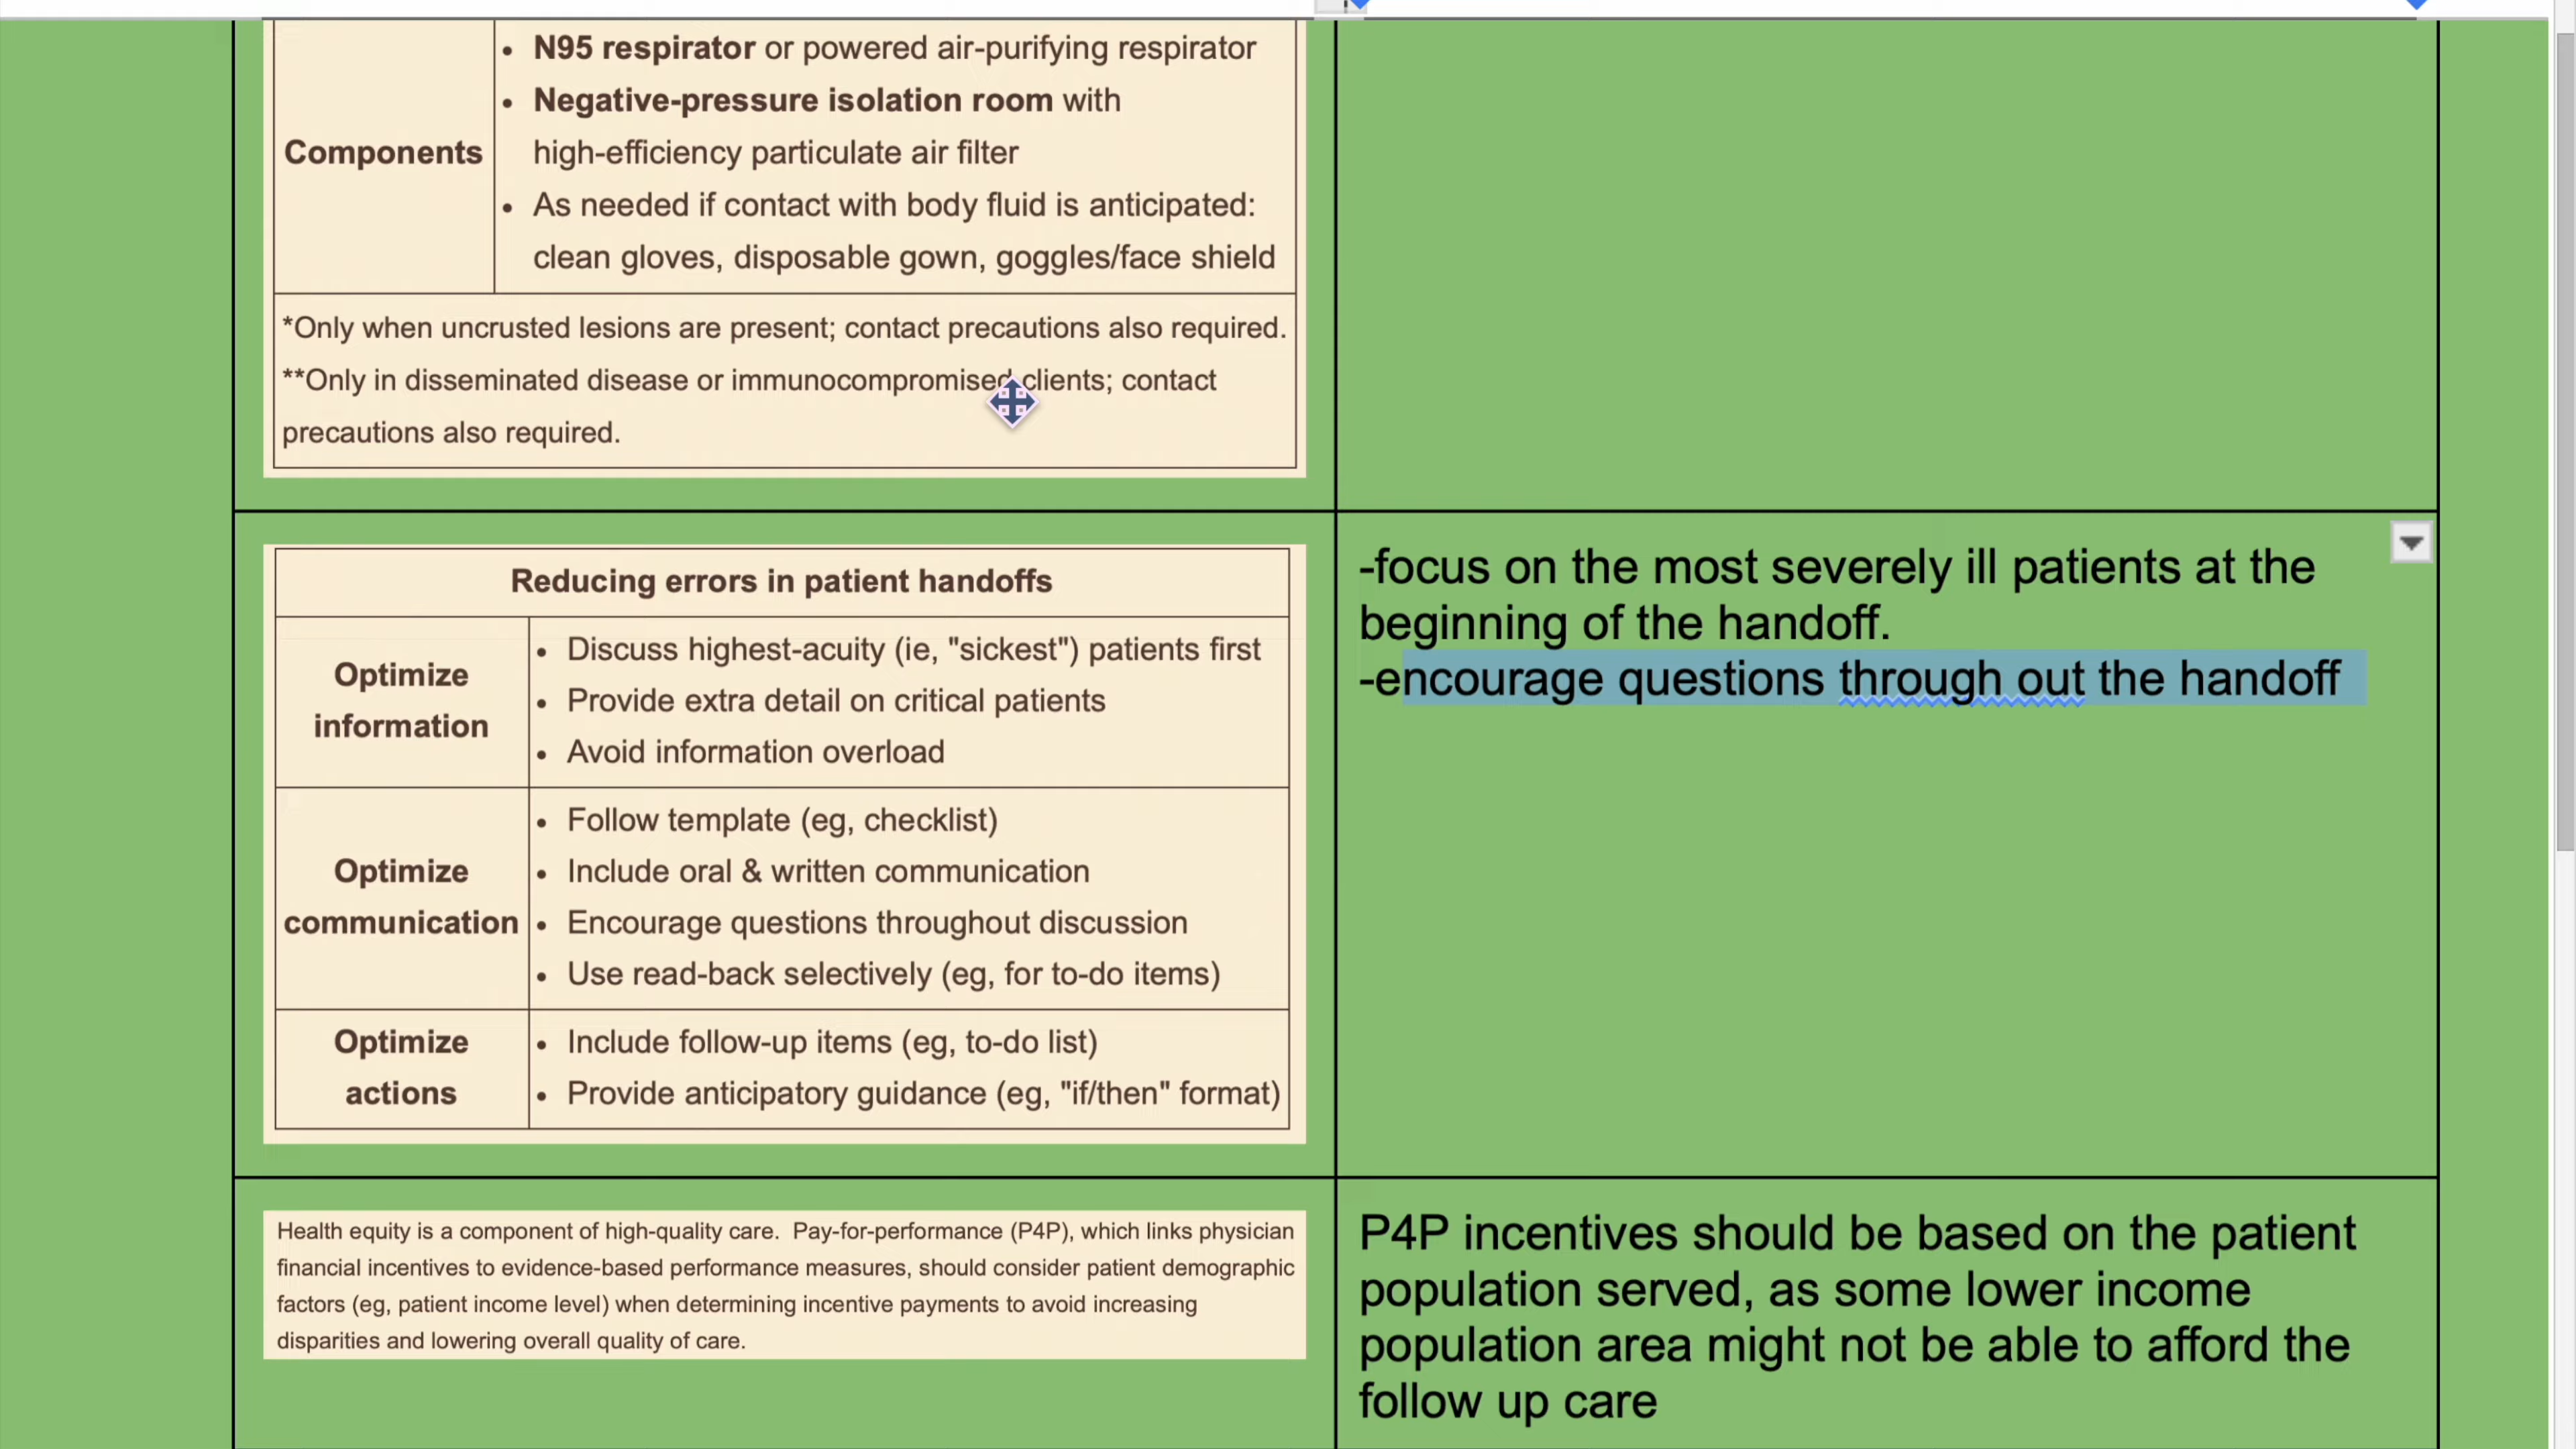 Components
• N95 respirator or powered air-purifying respirator
• Negative-pressure isolation room with
high-efficiency particulate air filter
• As needed if contact with body fluid is anticipated:
clean gloves, disposable gown, goggles/face shield
*Only when uncrusted lesions are present; contact precautions also required.
**Only in disseminated disease or immunocompromised clients; contact
precautions also required.
Reducing errors in patient handoffs
Optimize
information
• Discuss highest-acuity (ie, "sickest") patients first
• Provide extra detail on critical patients
• Avoid information overload
Optimize
communication
• Follow template (eg, checklist)
• Include oral & written communication
• Encourage questions throughout discussion
• Use read-back selectively (eg, for to-do items)
Optimize
actions
• Include follow-up items (eg, to-do list)
• Provide anticipatory guidance (eg, "if/then" format)
-focus on the most severely ill patients at the
beginning of the handoff.
-encourage questions through out the handoff
Health equity is a component of high-quality care.  Pay-for-performance (P4P), which links physician
financial incentives to evidence-based performance measures, should consider patient demographic
factors (eg, patient income level) when determining incentive payments to avoid increasing
disparities and lowering overall quality of care.
P4P incentives should be based on the patient
population served, as some lower income
population area might not be able to afford the
follow up care